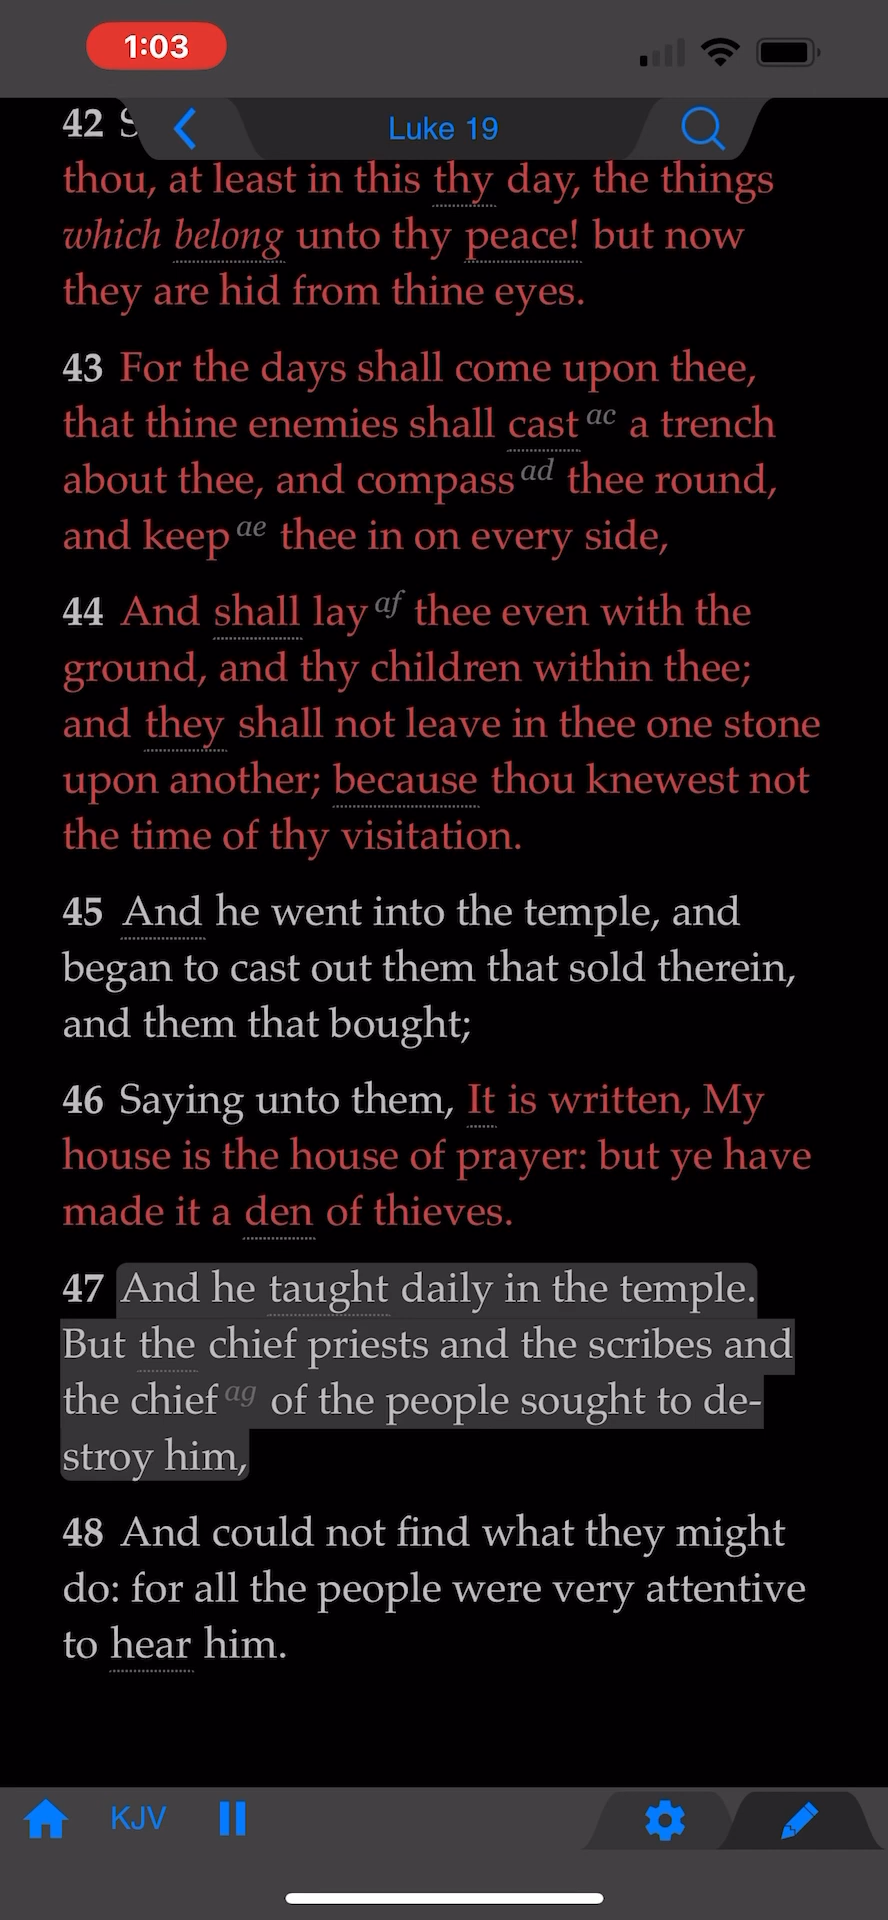 1:03
Luke 19
42 S
thou, at least in this thy day, the things
which belong unto thy peace! but now
they are hid from thine eyes.
43 For the days shall come upon thee,
that thine enemies shall cast ac a trench
about thee, and compass ad thee round,
and keep ae thee in on every side,
44 And shall lay af thee even with the
ground, and thy children within thee;
and they shall not leave in thee one stone
upon another; because thou knewest not
the time of thy visitation.
45 And he went into the temple, and
began to cast out them that sold therein,
and them that bought;
46 Saying unto them, It is written, My
house is the house of prayer: but ye have
made it a den of thieves.
47 And he taught daily in the temple.
But the chief priests and the scribes and
the chief ag of the people sought to de-
stroy him,
48 And could not find what they might
do: for all the people were very attentive
to hear him.
KJV